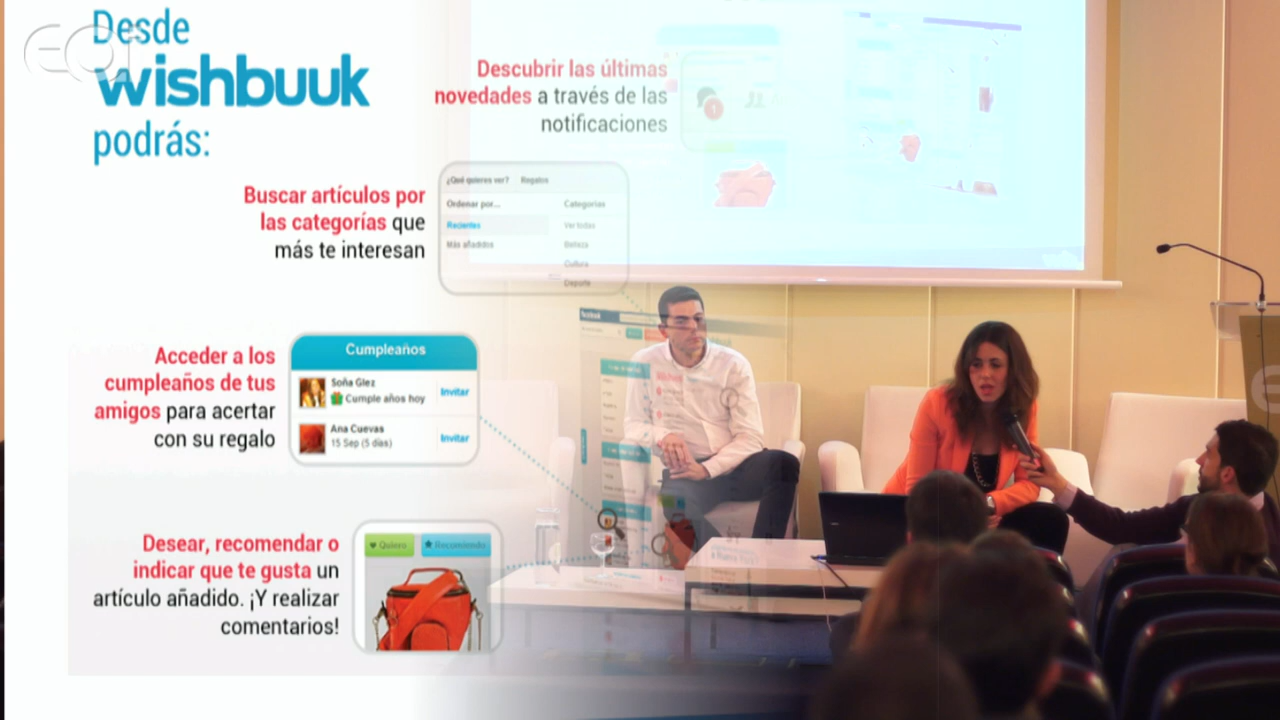 EOI
Desde
wishbuuk
podrás:
Descubrir las últimas
novedades a través de las
notificaciones
1
Buscar artículos por
las categorías que
más te interesan
¿Qué quieres ver? Regalos
Ordenar por... Categorías
Recientes Ver todas
Más añadidos Belleza
Cultura
Deporte
Acceder a los
cumpleaños de tus
amigos para acertar
con su regalo
Cumpleaños
Soña Glez
Cumple años hoy
Invitar
Ana Cuevas
15 Sep (5 días)
Invitar
facebook
Desear, recomendar o
indicar que te gusta un
artículo añadido. ¡Y realizar
comentarios!
Quiero Recomiendo